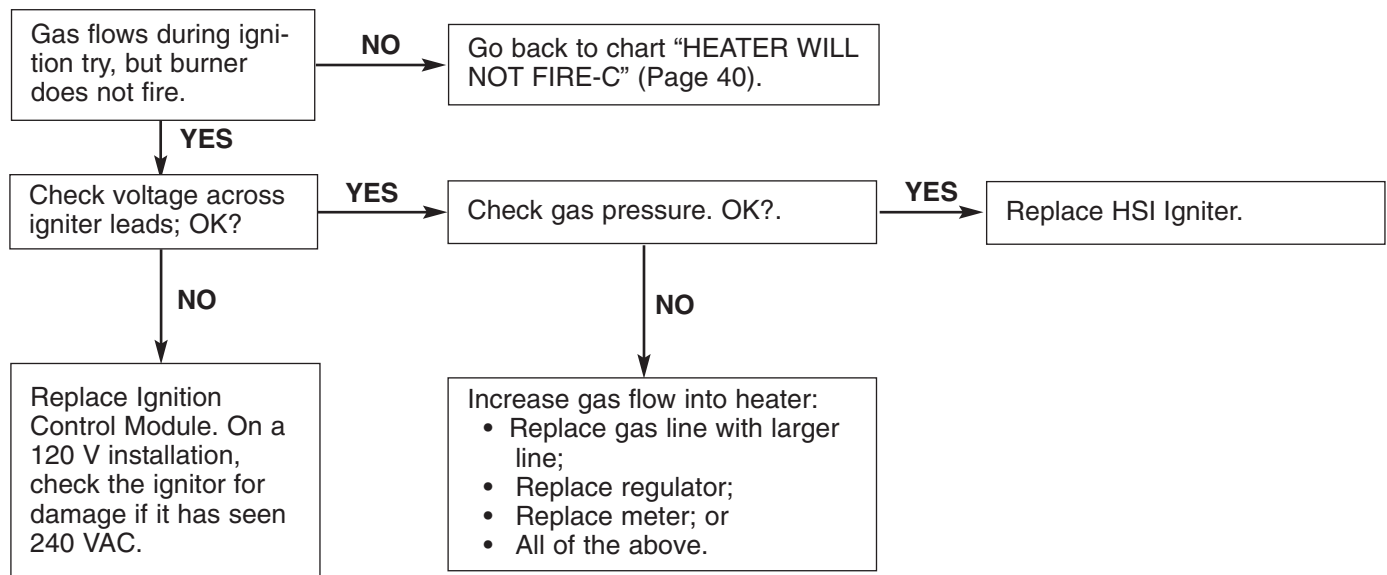 Gas flows during igni-
tion try, but burner
does not fire.
NO
Go back to chart “HEATER WILL
NOT FIRE-C” (Page 40).
YES
Check voltage across
igniter leads; OK?
YES
Check gas pressure. OK?.
YES
Replace HSI Igniter.
NO
NO
Replace Ignition
Control Module. On a
120 V installation,
check the ignitor for
damage if it has seen
240 VAC.
Increase gas flow into heater:
• Replace gas line with larger
line;
• Replace regulator;
• Replace meter; or
• All of the above.